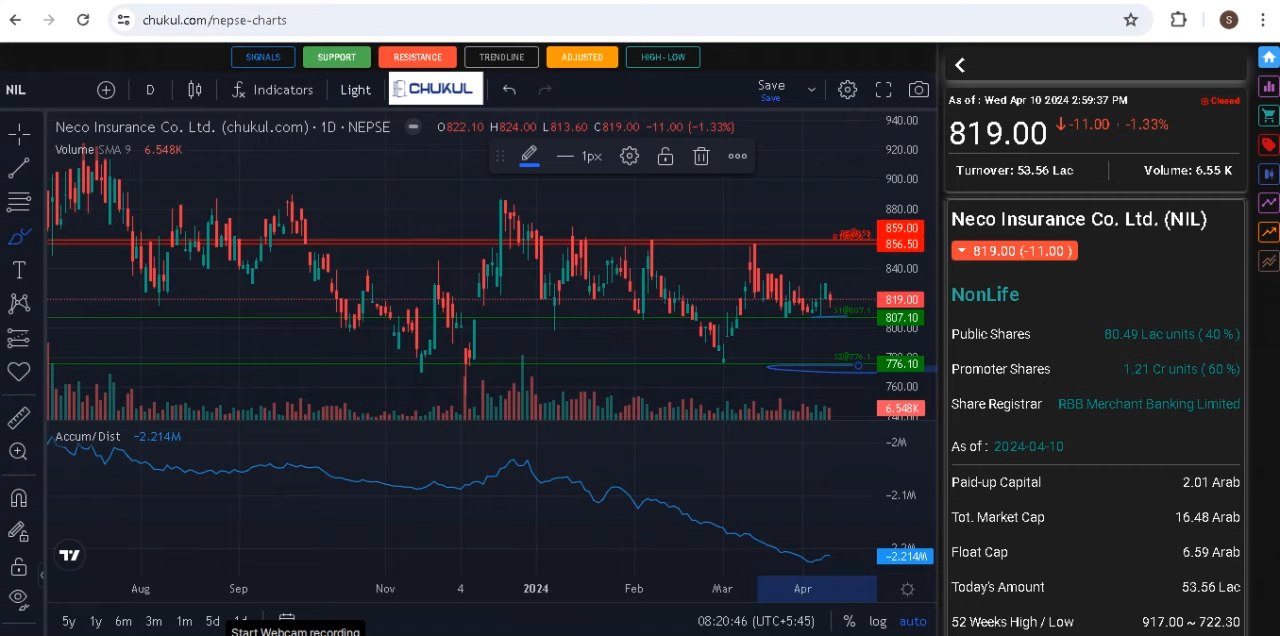 chukul.com/nepse-charts
S
SIGNALS SUPPORT RESISTANCE TRENDLINE ADJUSTED HIGH-LOW
NIL D Indicators Light CHUKUL Save
Save
Neco Insurance Co. Ltd. (chukul.com) · 1D · NEPSE O822.10 H824.00 L813.60 C819.00 -11.00 (-1.33%)
Volume SMA 9 6.548K
1px
940.00
920.00
900.00
880.00
859.00
856.50
840.00
819.00
S1@807.1 807.10
800.00
S2@776.1 776.10
760.00
6.548K
Accum/Dist -2.214M
-2M
-2.1M
-2.214M
Aug Sep Nov 4 2024 Feb Mar Apr
5y 1y 6m 3m 1m 5d 1d 08:20:46 (UTC+5:45) % log auto
Start Webcam recording
As of : Wed Apr 10 2024 2:59:37 PM Closed
819.00 -11.00 · -1.33%
Turnover: 53.56 Lac Volume: 6.55 K
Neco Insurance Co. Ltd. (NIL)
819.00 (-11.00 )
NonLife
Public Shares 80.49 Lac units ( 40 %)
Promoter Shares 1.21 Cr units ( 60 %)
Share Registrar RBB Merchant Banking Limited
As of : 2024-04-10
Paid-up Capital 2.01 Arab
Tot. Market Cap 16.48 Arab
Float Cap 6.59 Arab
Today's Amount 53.56 Lac
52 Weeks High / Low 917.00 ~ 722.30